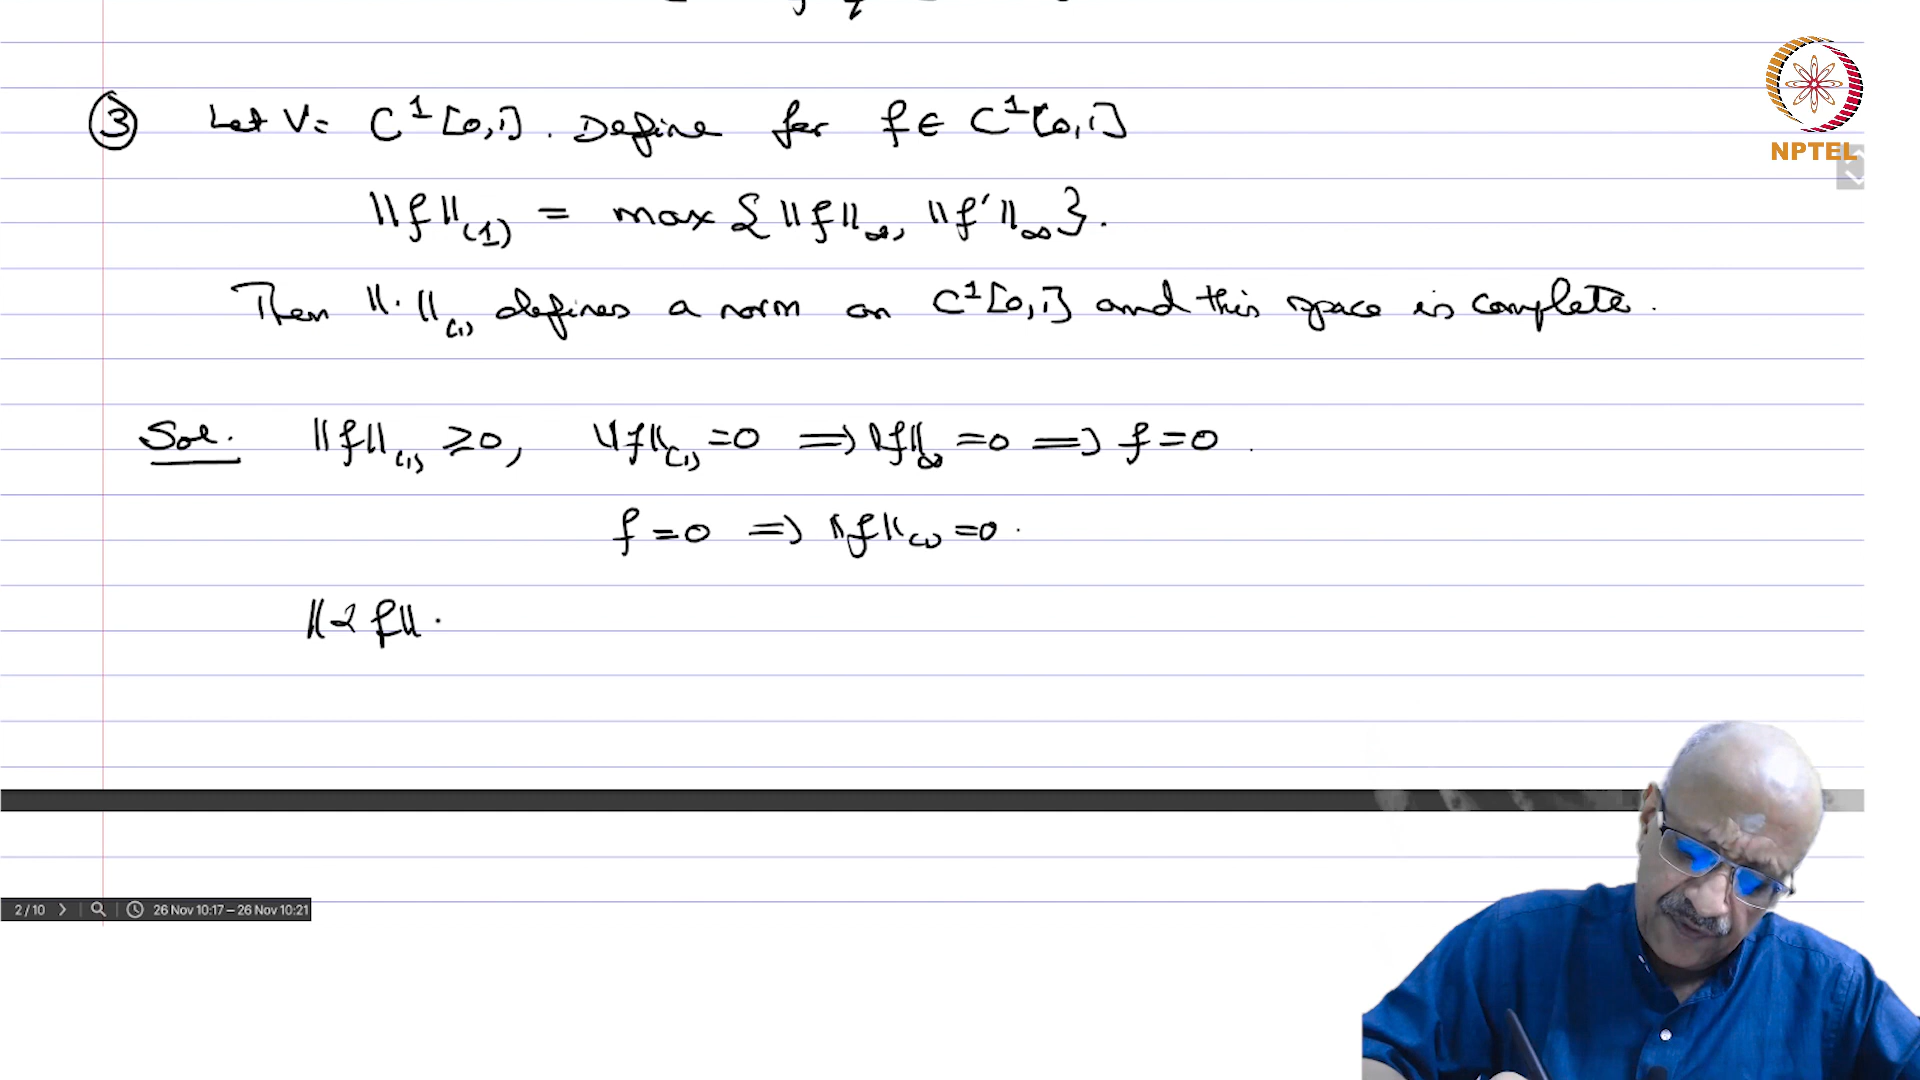 NPTEL
③ Let V = C¹[0,1]. Define for f ∈ C¹[0,1]
‖f‖₍₁₎ = max {‖f‖∞, ‖f′‖∞}.
Then ‖·‖₍₁₎ defines a norm on C¹[0,1] and this space is complete.
Sol. ‖f‖₍₁₎ ≥ 0, ‖f‖₍₁₎ = 0 ⟹ ‖f‖∞ = 0 ⟹ f = 0.
f = 0 ⟹ ‖f‖₍₁₎ = 0.
‖αf‖.
2/10 26 Nov 10:17 – 26 Nov 10:21